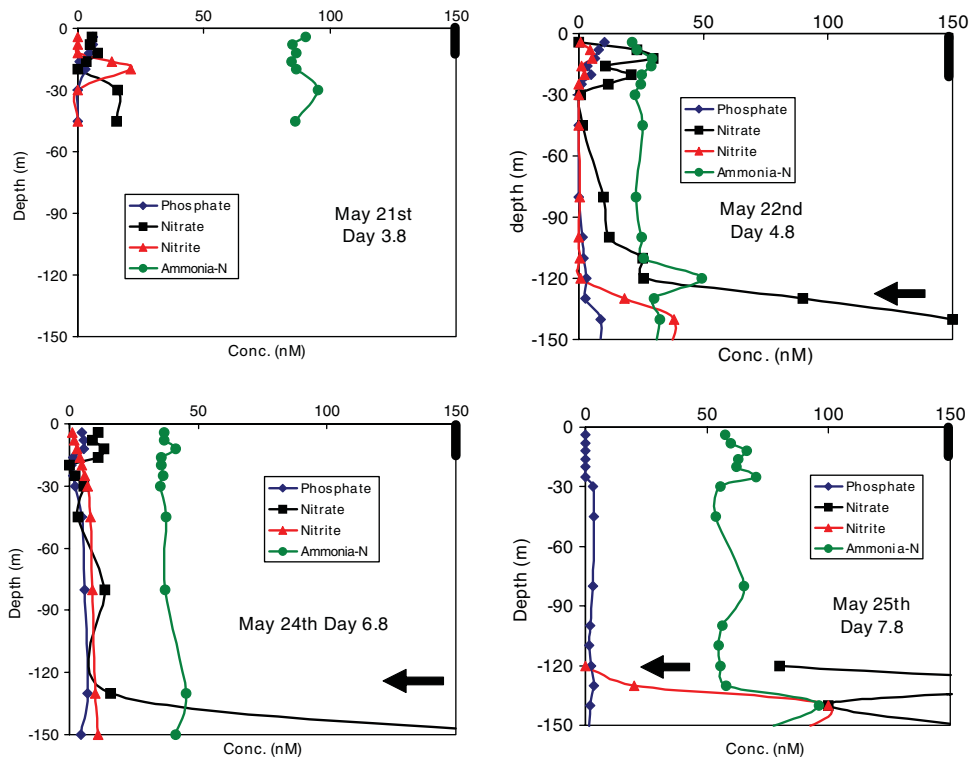 0 50 100 150
0
-30
-60
-90
-120
-150
Depth (m)
Phosphate
Nitrate
Nitrite
Ammonia-N
May 21st
Day 3.8
Conc. (nM)
0 50 100 150
0
-30
-60
-90
-120
-150
depth (m)
Phosphate
Nitrate
Nitrite
Ammonia-N
May 22nd
Day 4.8
Conc. (nM)
0 50 100 150
0
-30
-60
-90
-120
-150
Depth (m)
Phosphate
Nitrate
Nitrite
Ammonia-N
May 24th Day 6.8
Conc. (nM)
0 50 100 150
0
-30
-60
-90
-120
-150
Depth (m)
Phosphate
Nitrate
Nitrite
Ammonia-N
May 25th
Day 7.8
Conc. (nM)